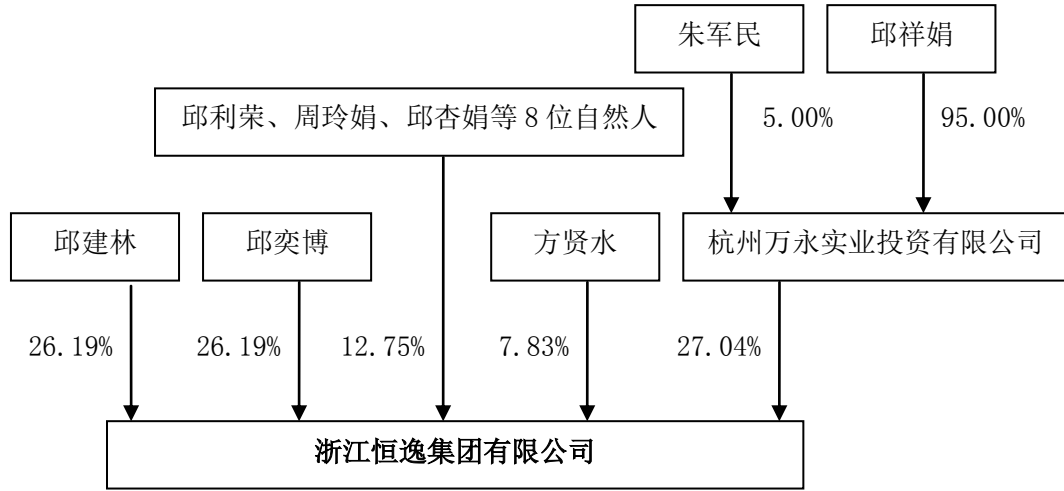 朱军民
邱祥娟
邱利荣、周玲娟、邱杏娟等8位自然人
5.00%
95.00%
邱建林
邱奕博
方贤水
杭州万永实业投资有限公司
26.19%
26.19%
12.75%
7.83%
27.04%
浙江恒逸集团有限公司